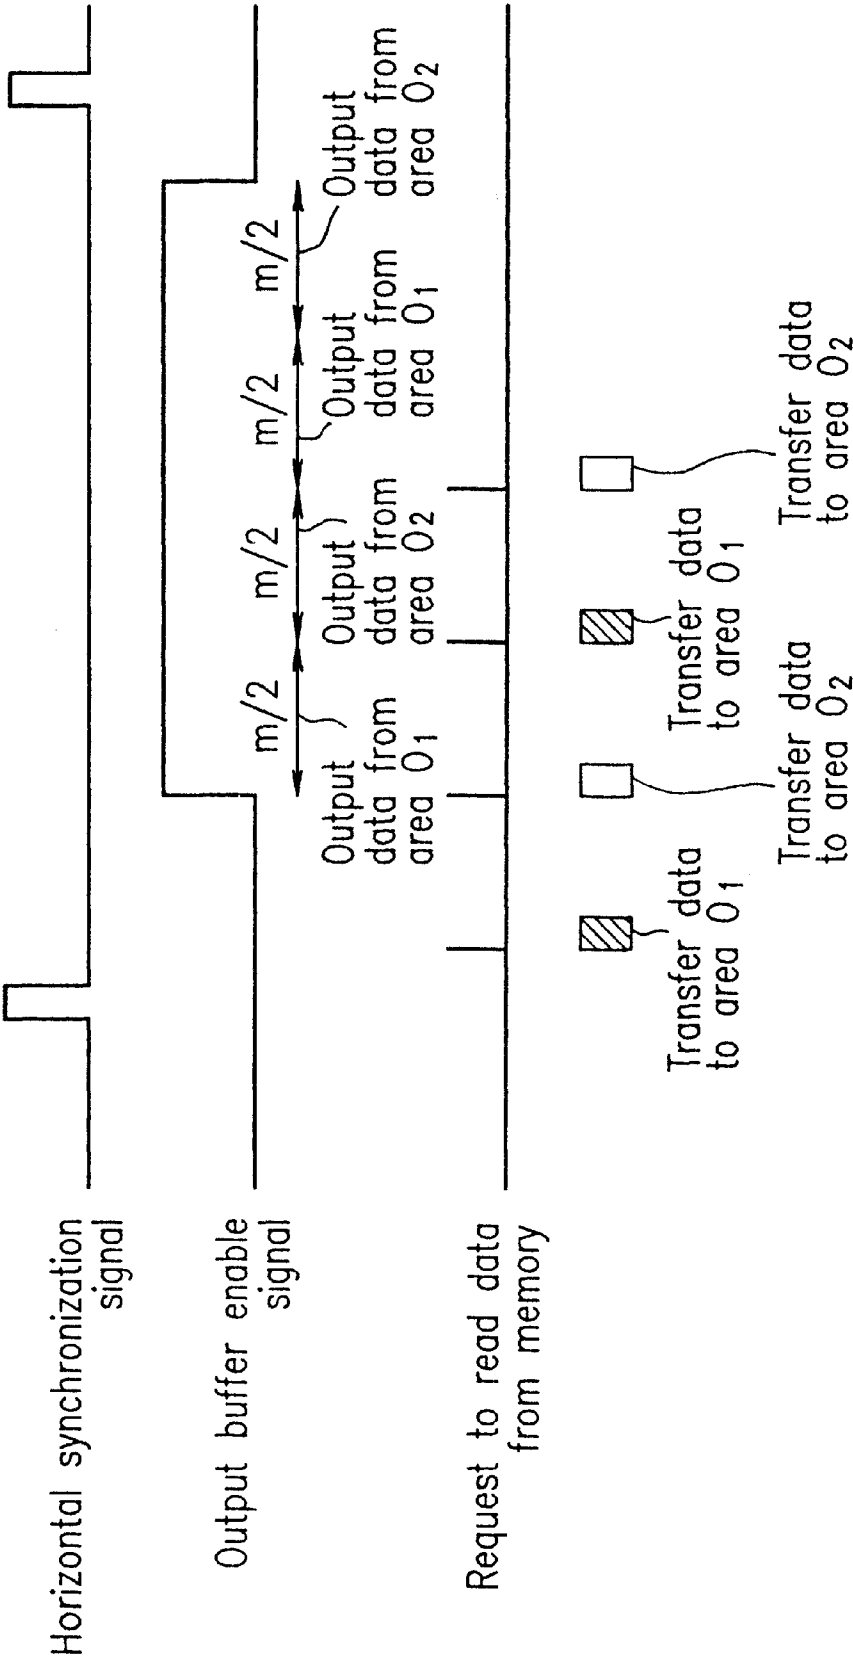 Horizontal synchronization
signal
Output buffer enable
signal
m/2
m/2
m/2
m/2
Output
data from
area O1
Output
data from
area O2
Output
data from
area O1
Output
data from
area O2
Request to read data
from memory
Transfer data
to area O1
Transfer data
to area O2
Transfer data
to area O1
Transfer data
to area O2